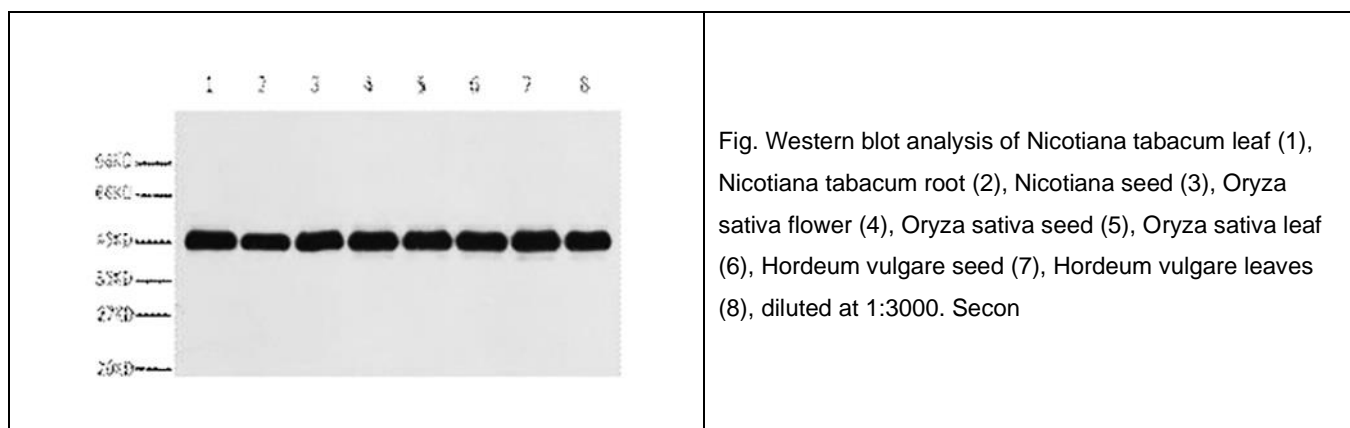 1 2 3 4 5 6 7 8
27KD
Fig. Western blot analysis of Nicotiana tabacum leaf (1),
Nicotiana tabacum root (2), Nicotiana seed (3), Oryza
sativa flower (4), Oryza sativa seed (5), Oryza sativa leaf
(6), Hordeum vulgare seed (7), Hordeum vulgare leaves
(8), diluted at 1:3000. Secon